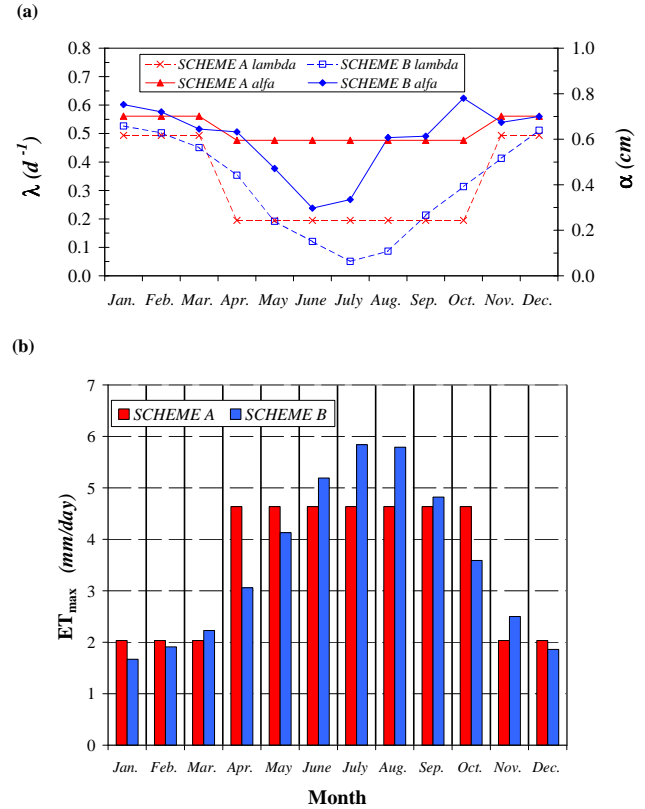 (a)
SCHEME A lambda
SCHEME B lambda
SCHEME A alfa
SCHEME B alfa
0.8
0.7
0.6
0.5
0.4
0.3
0.2
0.1
0.0
λ (d⁻¹)
1.0
0.8
0.6
0.4
0.2
0.0
α (cm)
Jan. Feb. Mar. Apr. May June July Aug. Sep. Oct. Nov. Dec.
(b)
SCHEME A SCHEME B
7
6
5
4
3
2
1
0
ETmax (mm/day)
Jan. Feb. Mar. Apr. May June July Aug. Sep. Oct. Nov. Dec.
Month